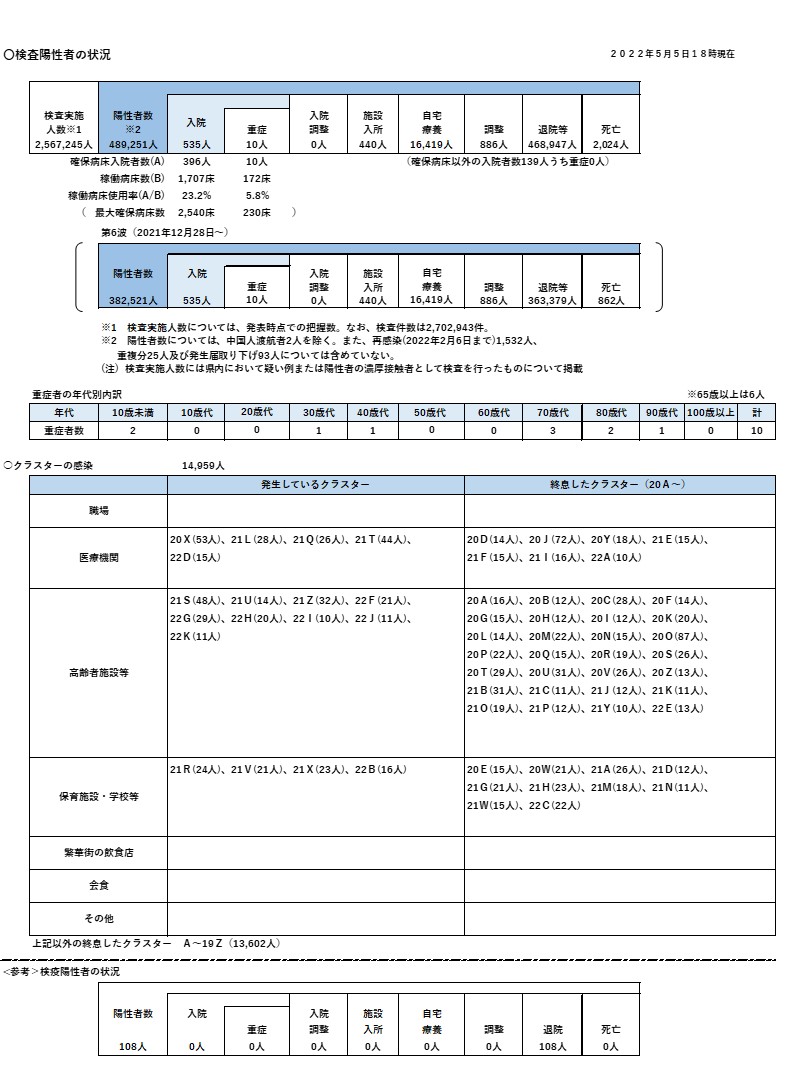 〇検査陽性者の状況 ２０２２年５月５日１８時現在
検査実施 陽性者数 入院 入院 施設 自宅
人数※1 ※2 重症 調整 入所 療養 調整 退院等 死亡
2,567,245人 489,251人 535人 10人 0人 440人 16,419人 886人 468,947人 2,024人
確保病床入院者数(A) 396人 10人 （確保病床以外の入院者数139人うち重症0人）
稼働病床数(B) 1,707床 172床
稼働病床使用率(A/B) 23.2% 5.8%
（ 最大確保病床数 2,540床 230床 ）
第6波（2021年12月28日～）
陽性者数 入院 入院 施設 自宅
重症 調整 入所 療養 調整 退院等 死亡
382,521人 535人 10人 0人 440人 16,419人 886人 363,379人 862人
※1 検査実施人数については、発表時点での把握数。なお、検査件数は2,702,943件。
※2 陽性者数については、中国人渡航者2人を除く。また、再感染(2022年2月6日まで)1,532人、
重複分25人及び発生届取り下げ93人については含めていない。
（注）検査実施人数には県内において疑い例または陽性者の濃厚接触者として検査を行ったものについて掲載
重症者の年代別内訳 ※65歳以上は6人
年代 10歳未満 10歳代 20歳代 30歳代 40歳代 50歳代 60歳代 70歳代 80歳代 90歳代 100歳以上 計
重症者数 2 0 0 1 1 0 0 3 2 1 0 10
○クラスターの感染 14,959人
発生しているクラスター 終息したクラスター（20Ａ～）
職場
医療機関
20Ｘ(53人)、21Ｌ(28人)、21Ｑ(26人)、21Ｔ(44人)、
22Ｄ(15人)
20Ｄ(14人)、20Ｊ(72人)、20Ｙ(18人)、21Ｅ(15人)、
21Ｆ(15人)、21Ｉ(16人)、22Ａ(10人)
高齢者施設等
21Ｓ(48人)、21Ｕ(14人)、21Ｚ(32人)、22Ｆ(21人)、
22Ｇ(29人)、22Ｈ(20人)、22Ｉ(10人)、22Ｊ(11人)、
22Ｋ(11人)
20Ａ(16人)、20Ｂ(12人)、20Ｃ(28人)、20Ｆ(14人)、
20Ｇ(15人)、20Ｈ(12人)、20Ｉ(12人)、20Ｋ(20人)、
20Ｌ(14人)、20Ｍ(22人)、20Ｎ(15人)、20Ｏ(87人)、
20Ｐ(22人)、20Ｑ(15人)、20Ｒ(19人)、20Ｓ(26人)、
20Ｔ(29人)、20Ｕ(31人)、20Ｖ(26人)、20Ｚ(13人)、
21Ｂ(31人)、21Ｃ(11人)、21Ｊ(12人)、21Ｋ(11人)、
21Ｏ(19人)、21Ｐ(12人)、21Ｙ(10人)、22Ｅ(13人)
保育施設・学校等
21Ｒ(24人)、21Ｖ(21人)、21Ｘ(23人)、22Ｂ(16人)
20Ｅ(15人)、20Ｗ(21人)、21Ａ(26人)、21Ｄ(12人)、
21Ｇ(21人)、21Ｈ(23人)、21Ｍ(18人)、21Ｎ(11人)、
21Ｗ(15人)、22Ｃ(22人)
繁華街の飲食店
会食
その他
上記以外の終息したクラスター Ａ～19Ｚ（13,602人）
＜参考＞検疫陽性者の状況
陽性者数 入院 入院 施設 自宅
重症 調整 入所 療養 調整 退院 死亡
108人 0人 0人 0人 0人 0人 0人 108人 0人